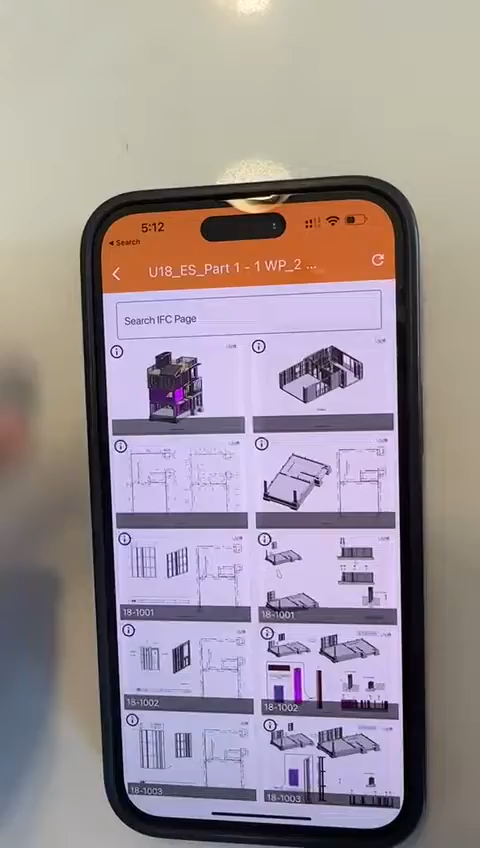 5:12
◂ Search
U18_ES_Part 1 - 1 WP_2 ...
Search IFC Page
18-1001
18-1001
18-1002
18-1002
18-1003
18-1003